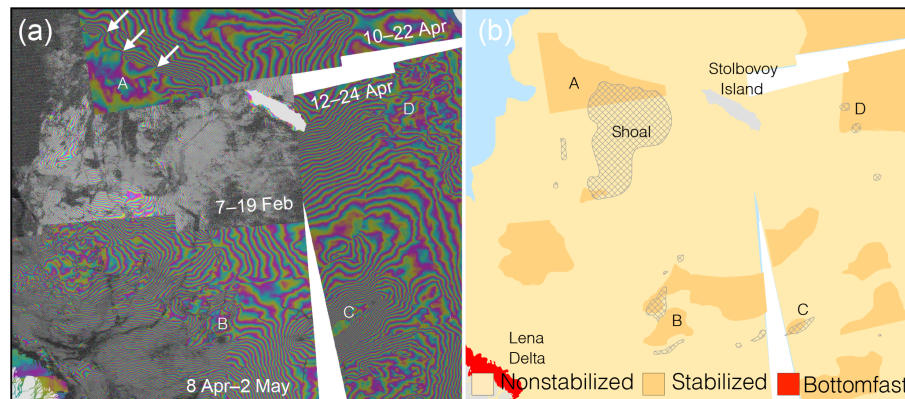 (a)
10–22 Apr
A
12–24 Apr
D
7–19 Feb
C
B
8 Apr–2 May
(b)
Stolbovoy
Island
A
D
Shoal
C
B
Lena
Delta
Nonstabilized
Stabilized
Bottomfast